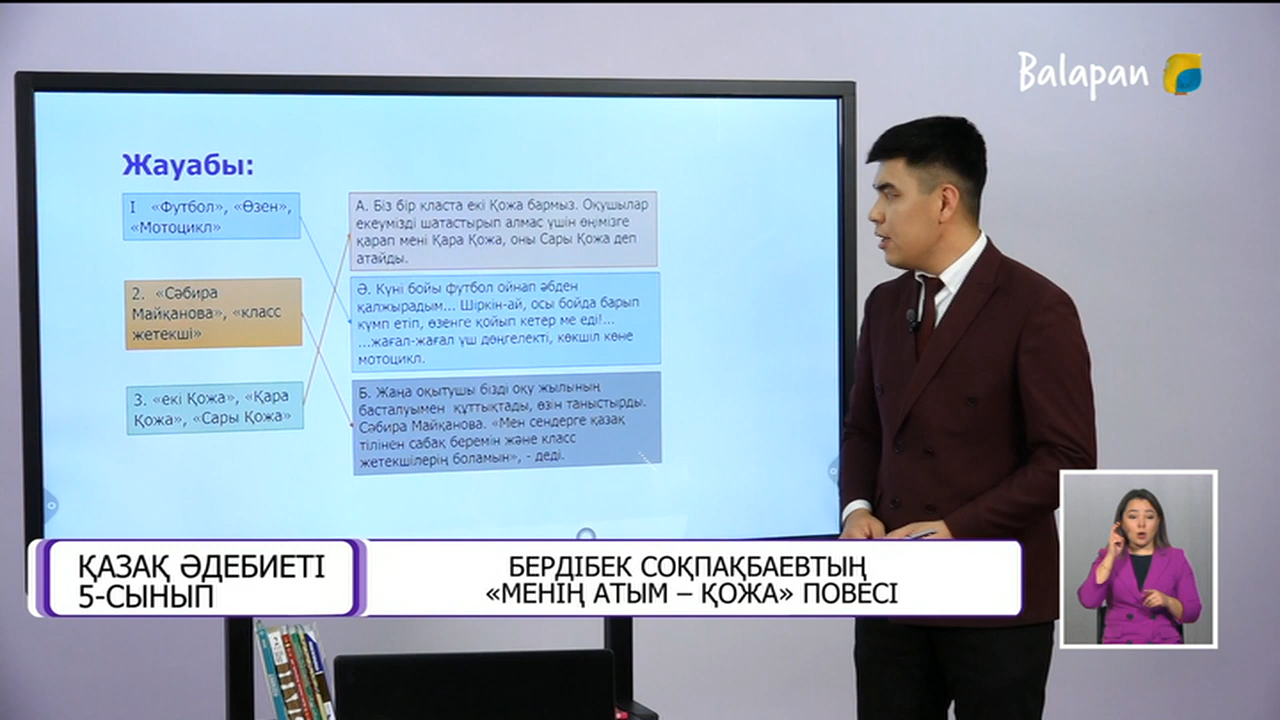 Balapan
Жауабы:
І «Футбол», «Өзен»,
«Мотоцикл»
2. «Сәбира
Майқанова», «класс
жетекші»
3. «екі Қожа», «Қара
Қожа», «Сары Қожа»
А. Біз бір класта екі Қожа бармыз. Оқушылар
екеумізді шатастырып алмас үшін өңімізге
қарап мені Қара Қожа, оны Сары Қожа деп
атайды.
Ә. Күні бойы футбол ойнап әбден
қалжырадым... Шіркін-ай, осы бойда барып
күмп етіп, өзенге қойып кетер ме еді!...
...жағал-жағал үш дөңгелекті, көкшіл көне
мотоцикл.
Б. Жаңа оқытушы бізді оқу жылының
басталуымен құттықтады, өзін таныстырды.
Сәбира Майқанова. «Мен сендерге қазақ
тілінен сабақ беремін және класс
жетекшілерің боламын», - деді.
ҚАЗАҚ ӘДЕБИЕТІ
5-СЫНЫП
БЕРДІБЕК СОҚПАҚБАЕВТЫҢ
«МЕНІҢ АТЫМ – ҚОЖА» ПОВЕСІ